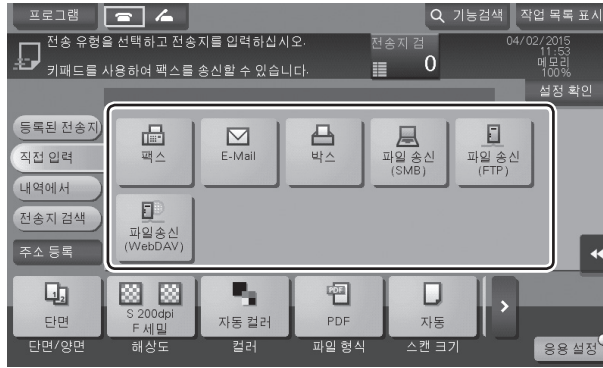 프로그램
기능검색
작업 목록 표시
전송 유형을 선택하고 전송지를 입력하십시오.
키패드를 사용하여 팩스를 송신할 수 있습니다.
전송지 검
0
04/02/2015
11:53
메모리
100%
설정 확인
등록된 전송지
직접 입력
내역에서
전송지 검색
주소 등록
팩스
E-Mail
박스
파일 송신
(SMB)
파일 송신
(FTP)
파일송신
(WebDAV)
단면
S 200dpi
F 세밀
자동 컬러
PDF
자동
단면/양면
해상도
컬러
파일 형식
스캔 크기
응용 설정